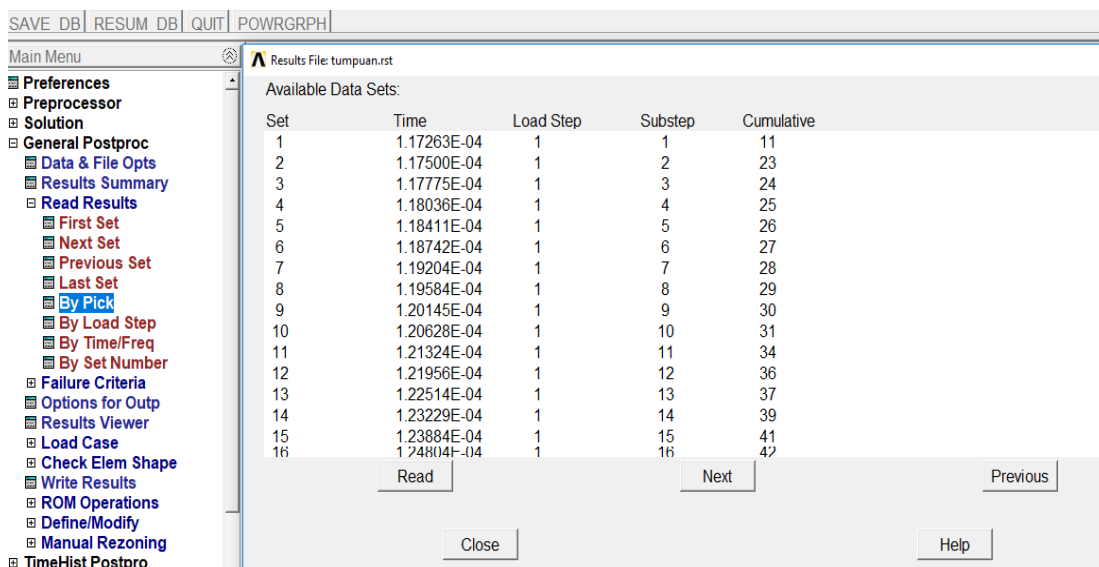 SAVE_DB RESUM_DB QUIT POWRGRPH
Main Menu
Preferences
Preprocessor
Solution
General Postproc
Data & File Opts
Results Summary
Read Results
First Set
Next Set
Previous Set
Last Set
By Pick
By Load Step
By Time/Freq
By Set Number
Failure Criteria
Options for Outp
Results Viewer
Load Case
Check Elem Shape
Write Results
ROM Operations
Define/Modify
Manual Rezoning
TimeHist Postpro
Results File: tumpuan.rst
Available Data Sets:
Set Time Load Step Substep Cumulative
1 1.17263E-04 1 1 11
2 1.17500E-04 1 2 23
3 1.17775E-04 1 3 24
4 1.18036E-04 1 4 25
5 1.18411E-04 1 5 26
6 1.18742E-04 1 6 27
7 1.19204E-04 1 7 28
8 1.19584E-04 1 8 29
9 1.20145E-04 1 9 30
10 1.20628E-04 1 10 31
11 1.21324E-04 1 11 34
12 1.21956E-04 1 12 36
13 1.22514E-04 1 13 37
14 1.23229E-04 1 14 39
15 1.23884E-04 1 15 41
16 1.24804E-04 1 16 42
Read Next Previous
Close Help